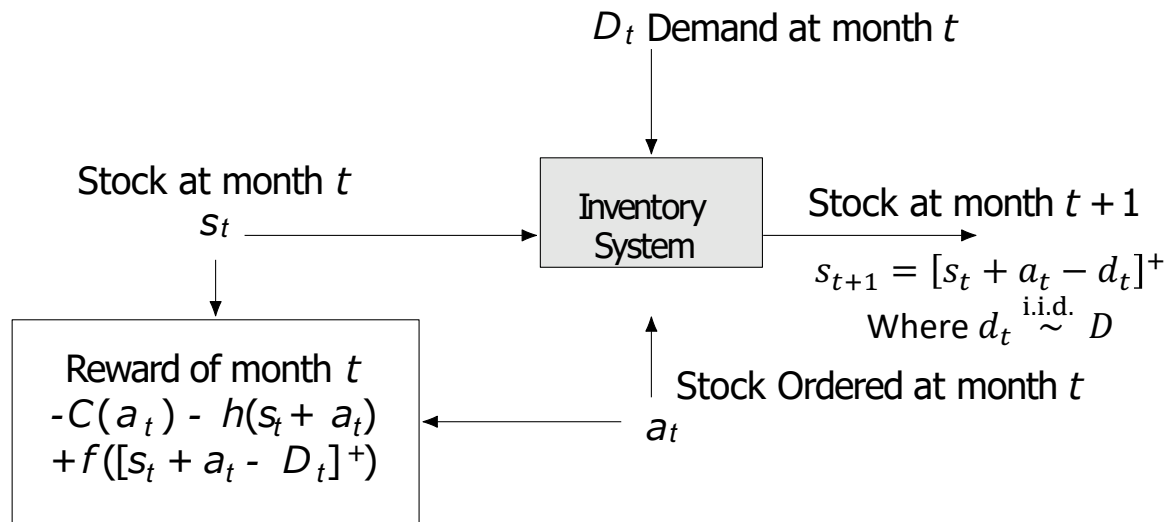 D_t Demand at month t
Stock at month t
s_t
Inventory
System
Stock at month t + 1
s_{t+1} = [s_t + a_t − d_t]^+
Where d_t i.i.d. ~ D
Reward of month t
-C(a_t) - h(s_t + a_t)
+f([s_t + a_t - D_t]^+)
Stock Ordered at month t
a_t